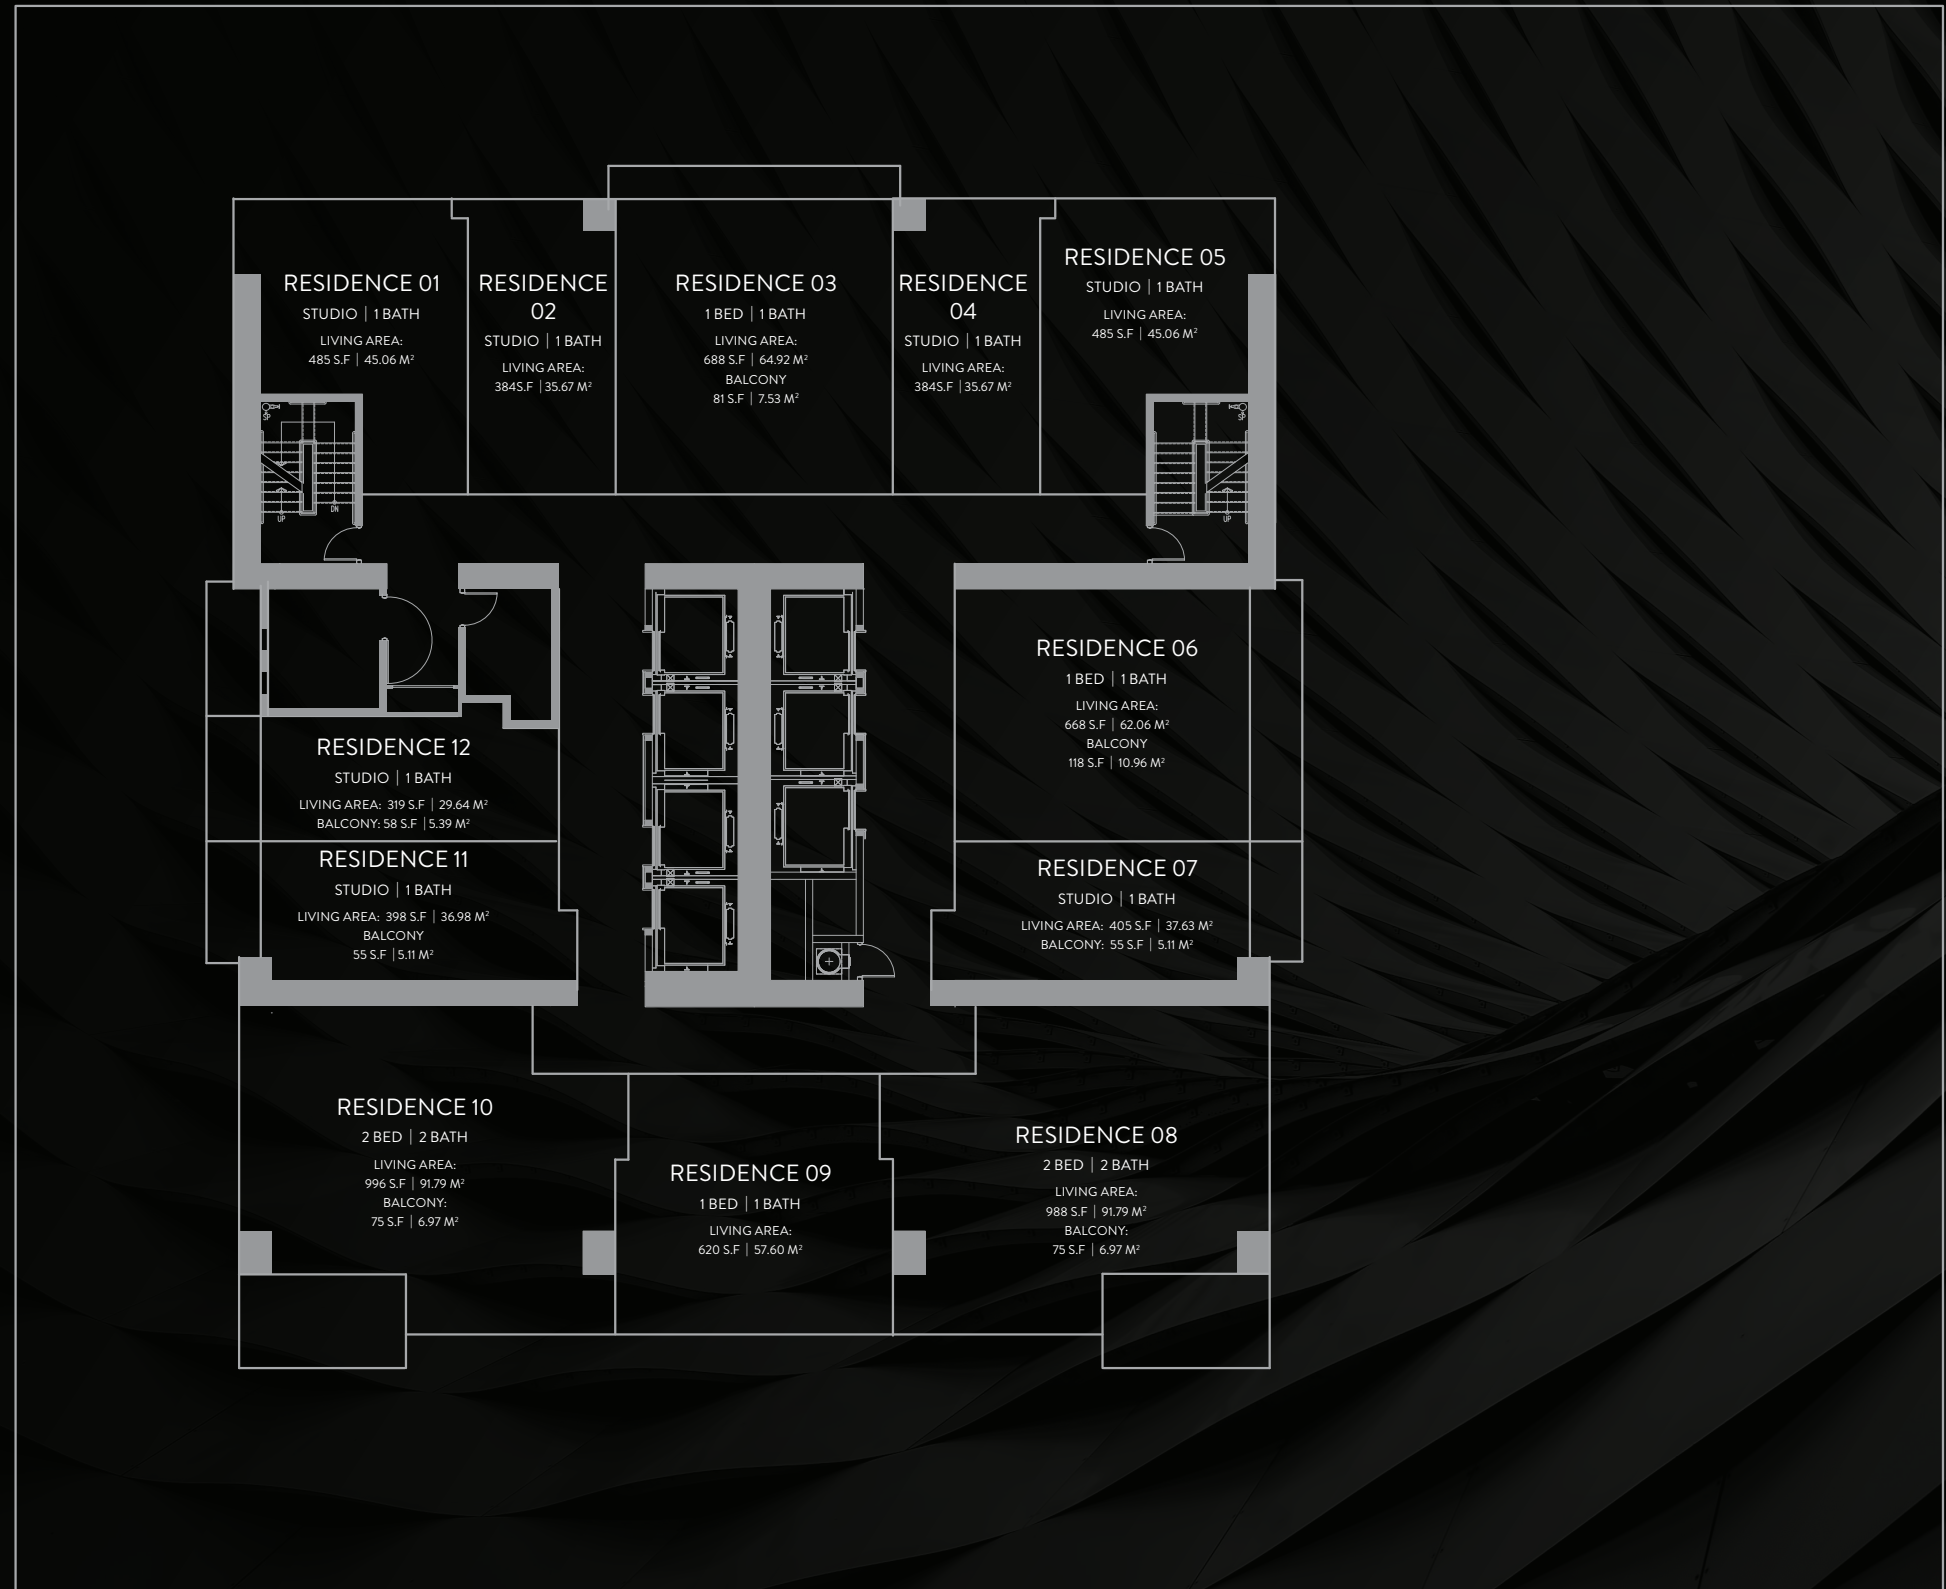 RESIDENCE 01
STUDIO | 1 BATH
LIVING AREA:
485 S.F | 45.06 M²
RESIDENCE
02
STUDIO | 1 BATH
LIVING AREA:
384S.F | 35.67 M²
RESIDENCE 03
1 BED | 1 BATH
LIVING AREA:
688 S.F | 64.92 M²
BALCONY
81 S.F | 7.53 M²
RESIDENCE
04
STUDIO | 1 BATH
LIVING AREA:
384S.F | 35.67 M²
RESIDENCE 05
STUDIO | 1 BATH
LIVING AREA:
485 S.F | 45.06 M²
SP
UP
DN
SP
UP
RESIDENCE 06
1 BED | 1 BATH
LIVING AREA:
668 S.F | 62.06 M²
BALCONY
118 S.F | 10.96 M²
RESIDENCE 12
STUDIO | 1 BATH
LIVING AREA: 319 S.F | 29.64 M²
BALCONY: 58 S.F | 5.39 M²
RESIDENCE 11
STUDIO | 1 BATH
LIVING AREA: 398 S.F | 36.98 M²
BALCONY
55 S.F | 5.11 M²
RESIDENCE 07
STUDIO | 1 BATH
LIVING AREA: 405 S.F | 37.63 M²
BALCONY: 55 S.F | 5.11 M²
RESIDENCE 10
2 BED | 2 BATH
LIVING AREA:
996 S.F | 91.79 M²
BALCONY:
75 S.F | 6.97 M²
RESIDENCE 09
1 BED | 1 BATH
LIVING AREA:
620 S.F | 57.60 M²
RESIDENCE 08
2 BED | 2 BATH
LIVING AREA:
988 S.F | 91.79 M²
BALCONY:
75 S.F | 6.97 M²